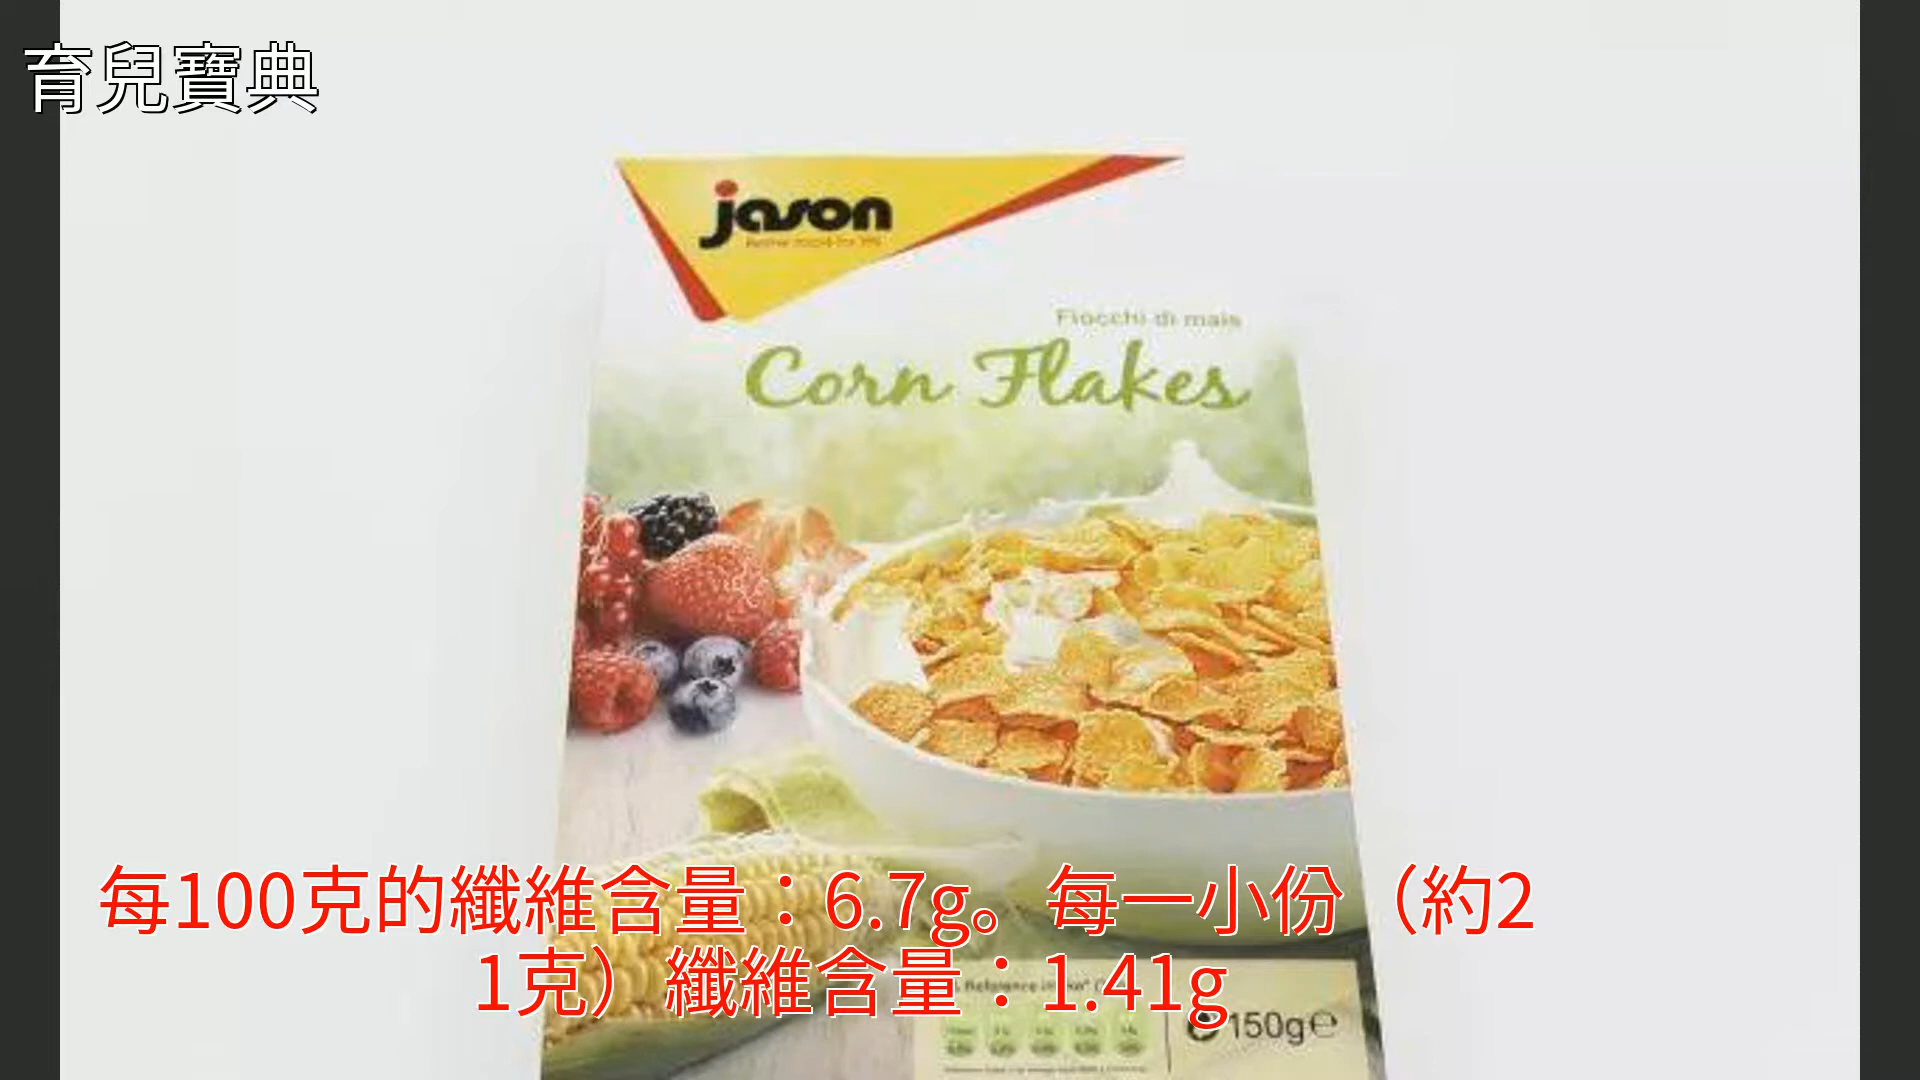 育兒寶典
jason
Fiocchi di mais
Corn Flakes
每100克的纖維含量：6.7g。每一小份（約2
1克）纖維含量：1.41g
150g℮